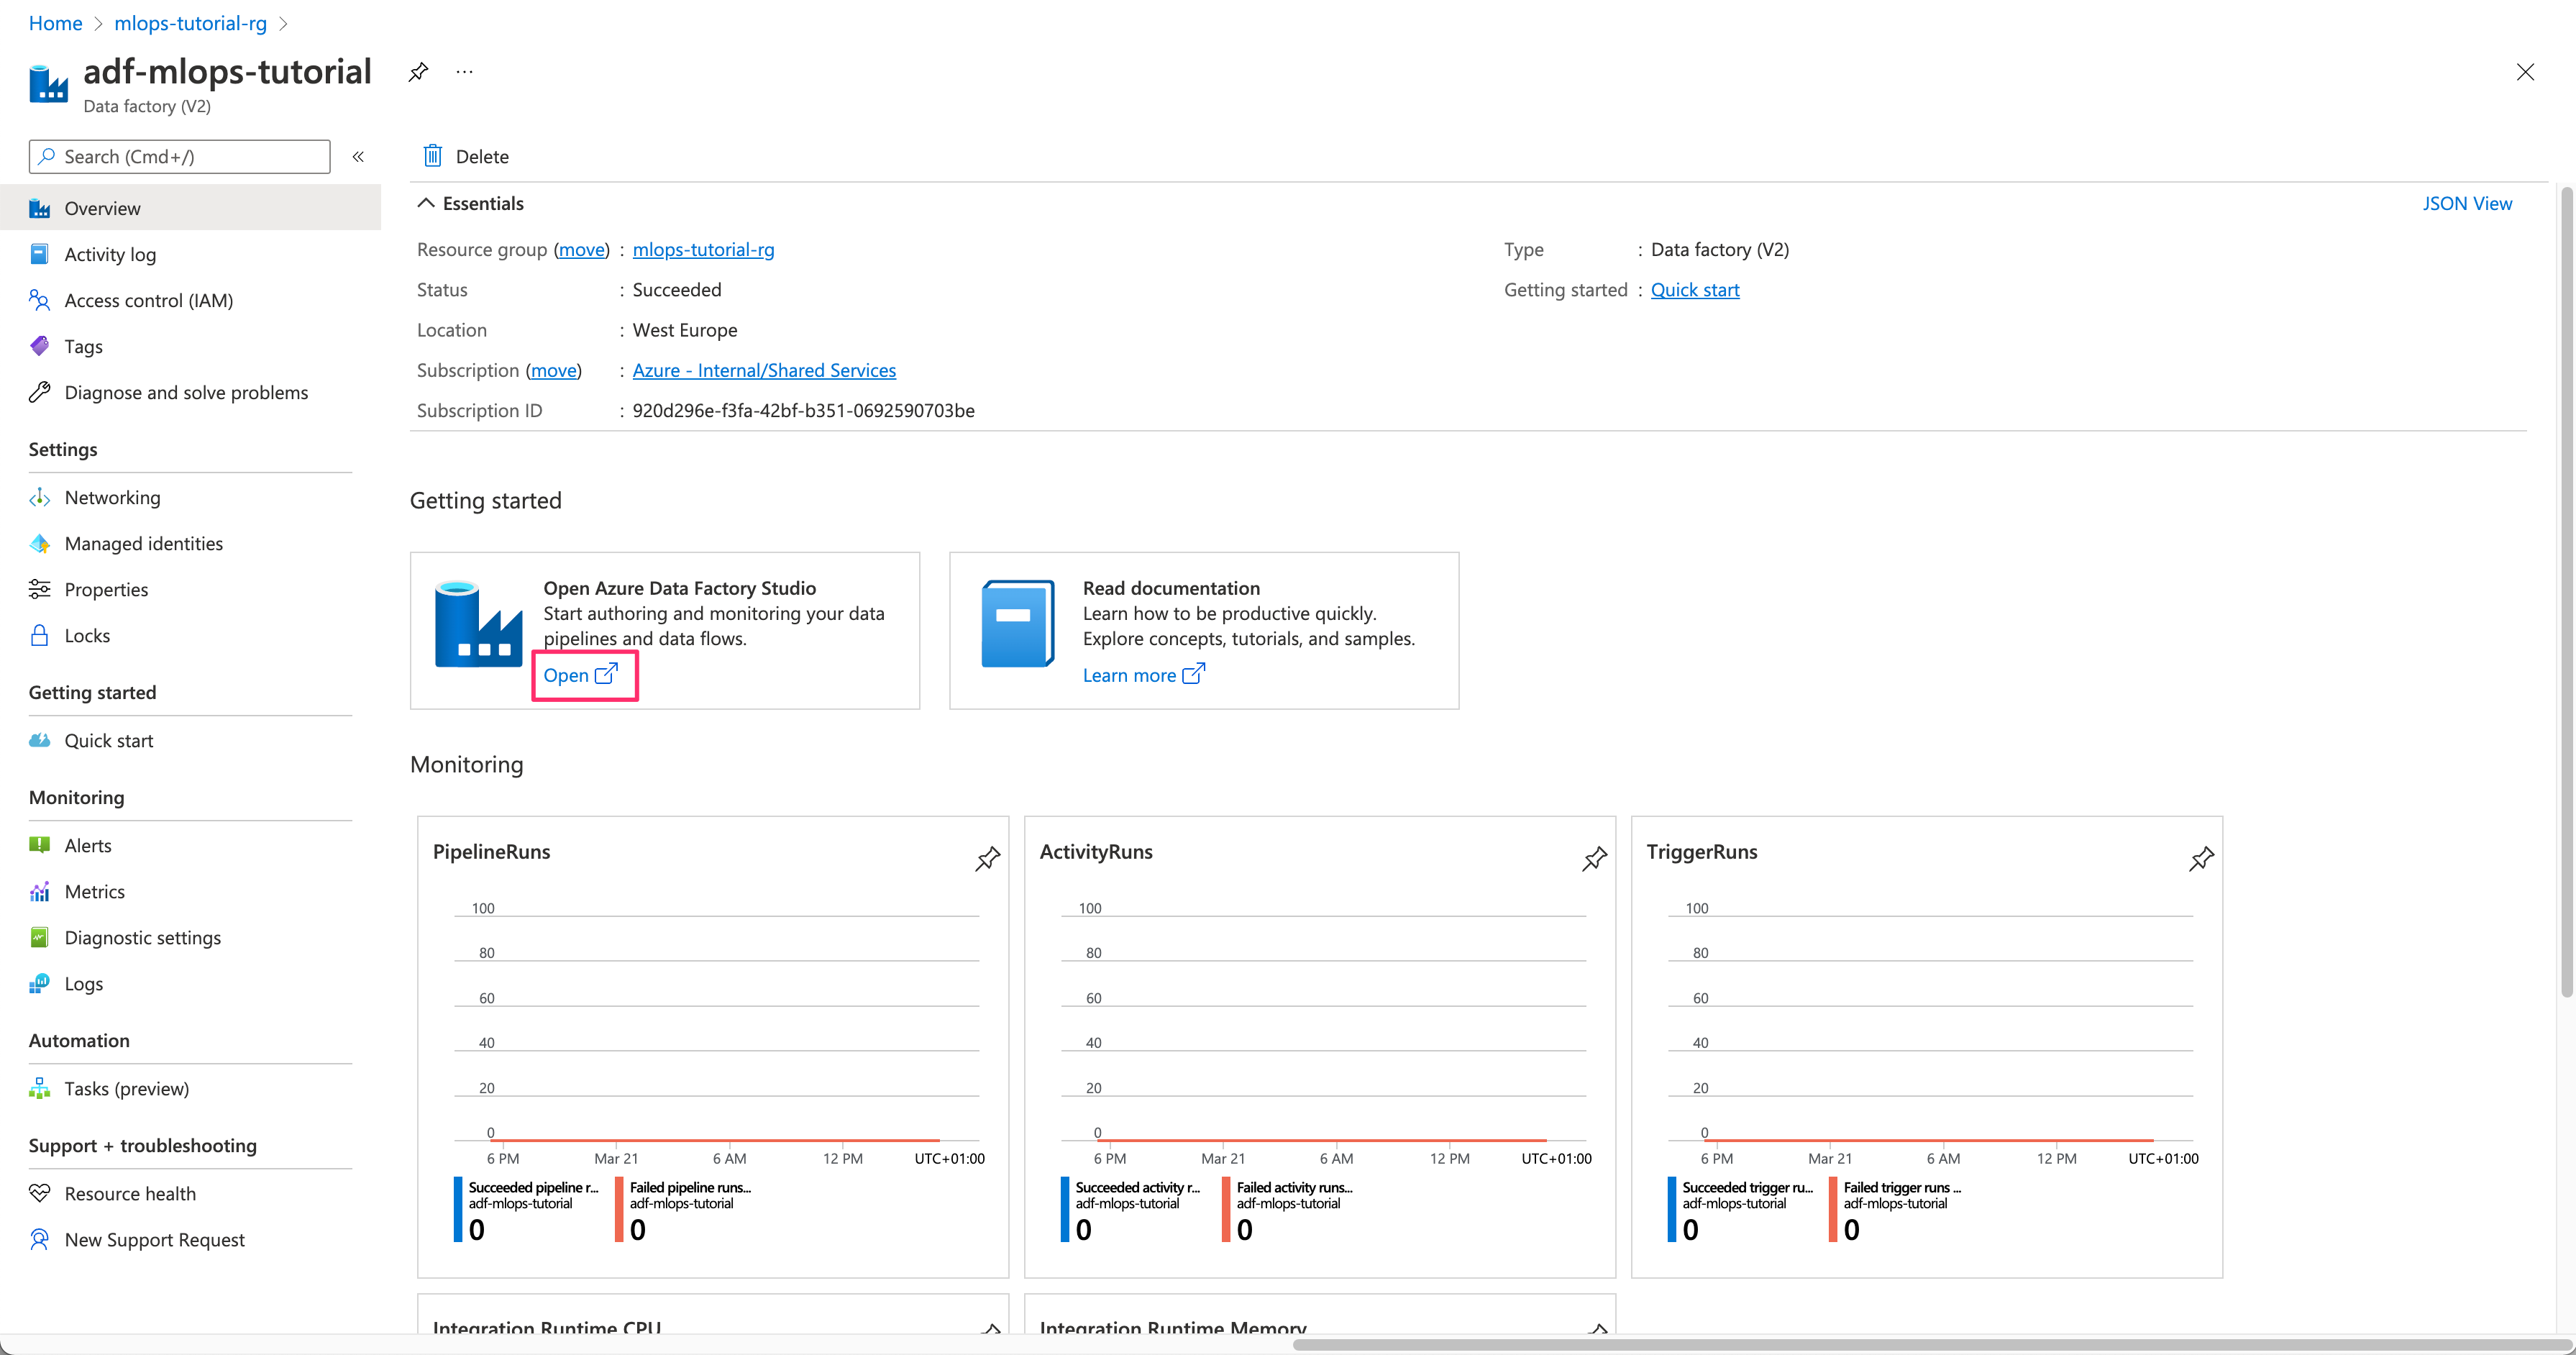 Home > mlops-tutorial-rg >
adf-mlops-tutorial ...
Data factory (V2)
Search (Cmd+/) «
Overview
Activity log
Access control (IAM)
Tags
Diagnose and solve problems
Settings
Networking
Managed identities
Properties
Locks
Getting started
Quick start
Monitoring
Alerts
Metrics
Diagnostic settings
Logs
Automation
Tasks (preview)
Support + troubleshooting
Resource health
New Support Request
Delete
Essentials
JSON View
Resource group (move) : mlops-tutorial-rg
Status : Succeeded
Location : West Europe
Subscription (move) : Azure - Internal/Shared Services
Subscription ID : 920d296e-f3fa-42bf-b351-0692590703be
Type : Data factory (V2)
Getting started : Quick start
Getting started
Open Azure Data Factory Studio
Start authoring and monitoring your data
pipelines and data flows.
Open
Read documentation
Learn how to be productive quickly.
Explore concepts, tutorials, and samples.
Learn more
Monitoring
PipelineRuns
100
80
60
40
20
0
6 PM Mar 21 6 AM 12 PM UTC+01:00
Succeeded pipeline r... Failed pipeline runs...
adf-mlops-tutorial adf-mlops-tutorial
0 0
ActivityRuns
100
80
60
40
20
0
6 PM Mar 21 6 AM 12 PM UTC+01:00
Succeeded activity r... Failed activity runs...
adf-mlops-tutorial adf-mlops-tutorial
0 0
TriggerRuns
100
80
60
40
20
0
6 PM Mar 21 6 AM 12 PM UTC+01:00
Succeeded trigger ru... Failed trigger runs ...
adf-mlops-tutorial adf-mlops-tutorial
0 0
Integration Runtime CPU
Integration Runtime Memory